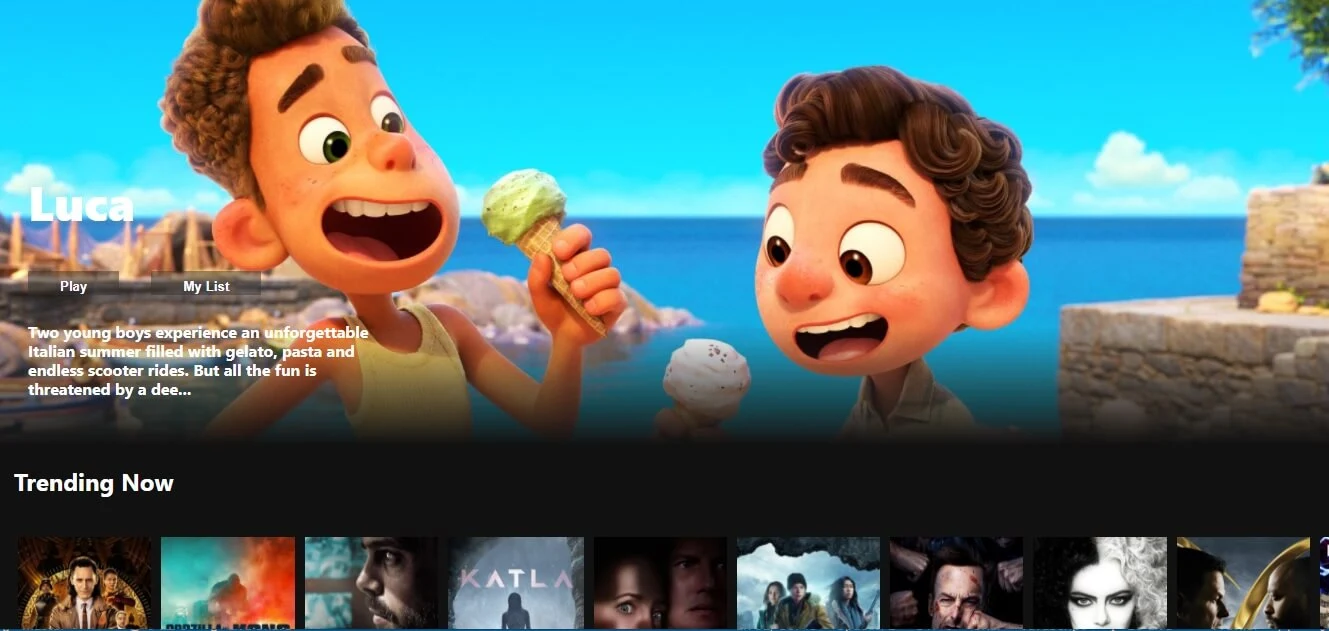 Luca
Play
My List
Two young boys experience an unforgettable
Italian summer filled with gelato, pasta and
endless scooter rides. But all the fun is
threatened by a dee...
Trending Now
KATLA